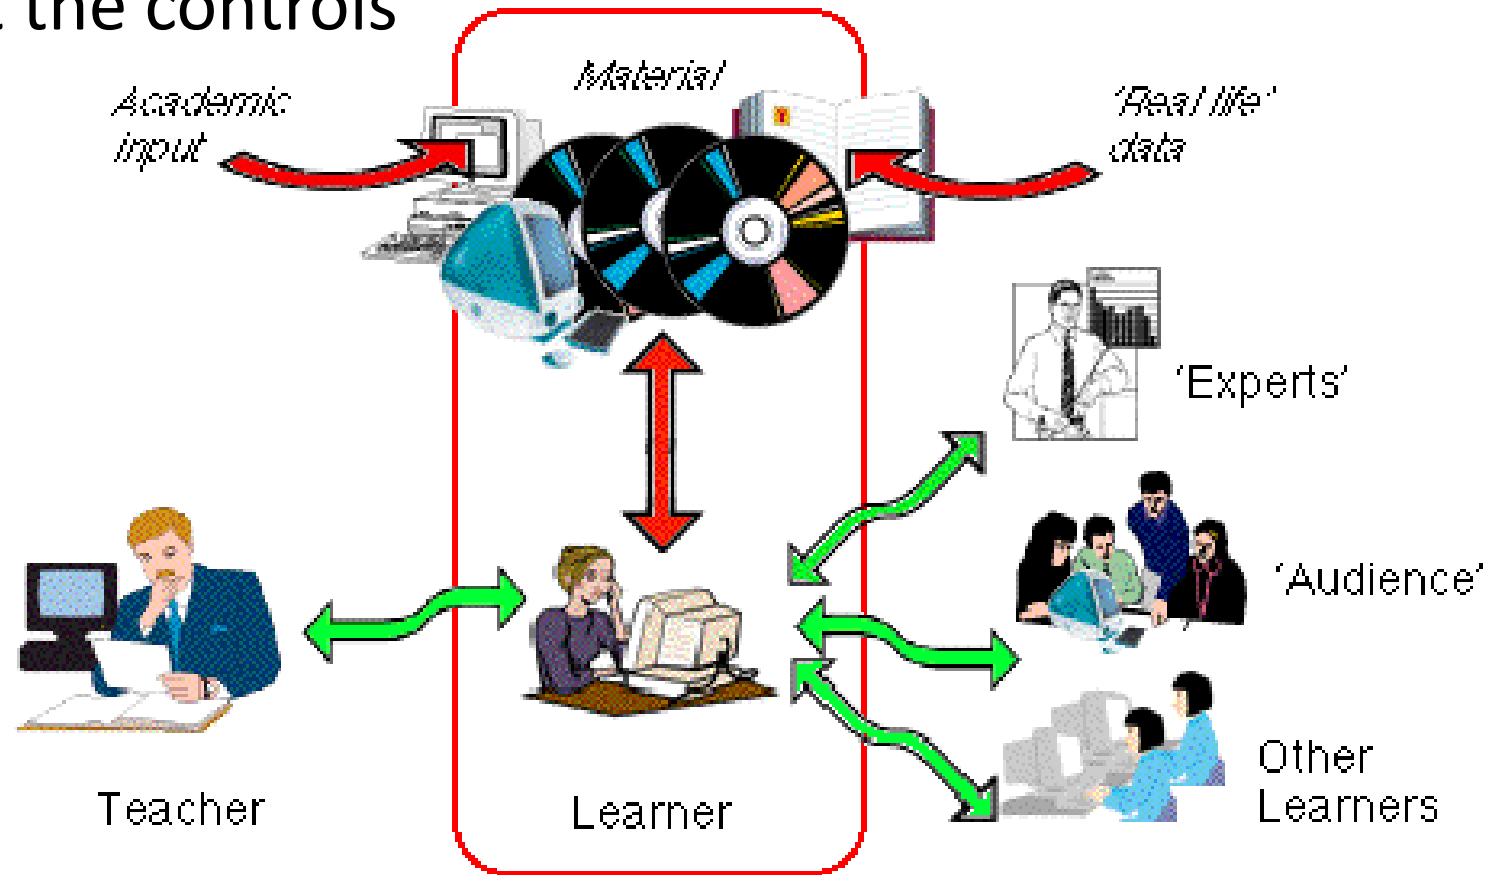 the controls
Material
Academic
input
'Real life'
data
'Experts'
'Audience'
Other
Learners
Teacher
Learner